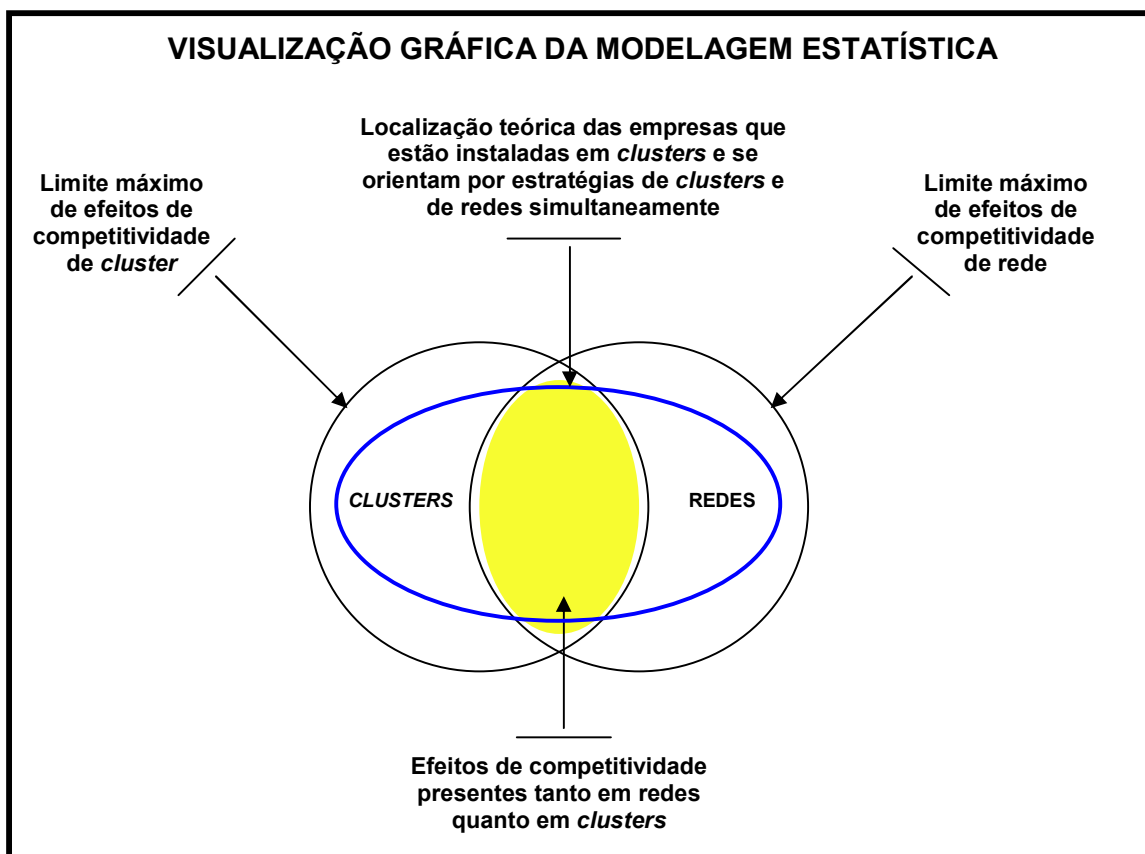 VISUALIZAÇÃO GRÁFICA DA MODELAGEM ESTATÍSTICA
Localização teórica das empresas que
estão instaladas em clusters e se
orientam por estratégias de clusters e
de redes simultaneamente
Limite máximo
de efeitos de
competitividade
de cluster
Limite máximo
de efeitos de
competitividade
de rede
CLUSTERS
REDES
Efeitos de competitividade
presentes tanto em redes
quanto em clusters